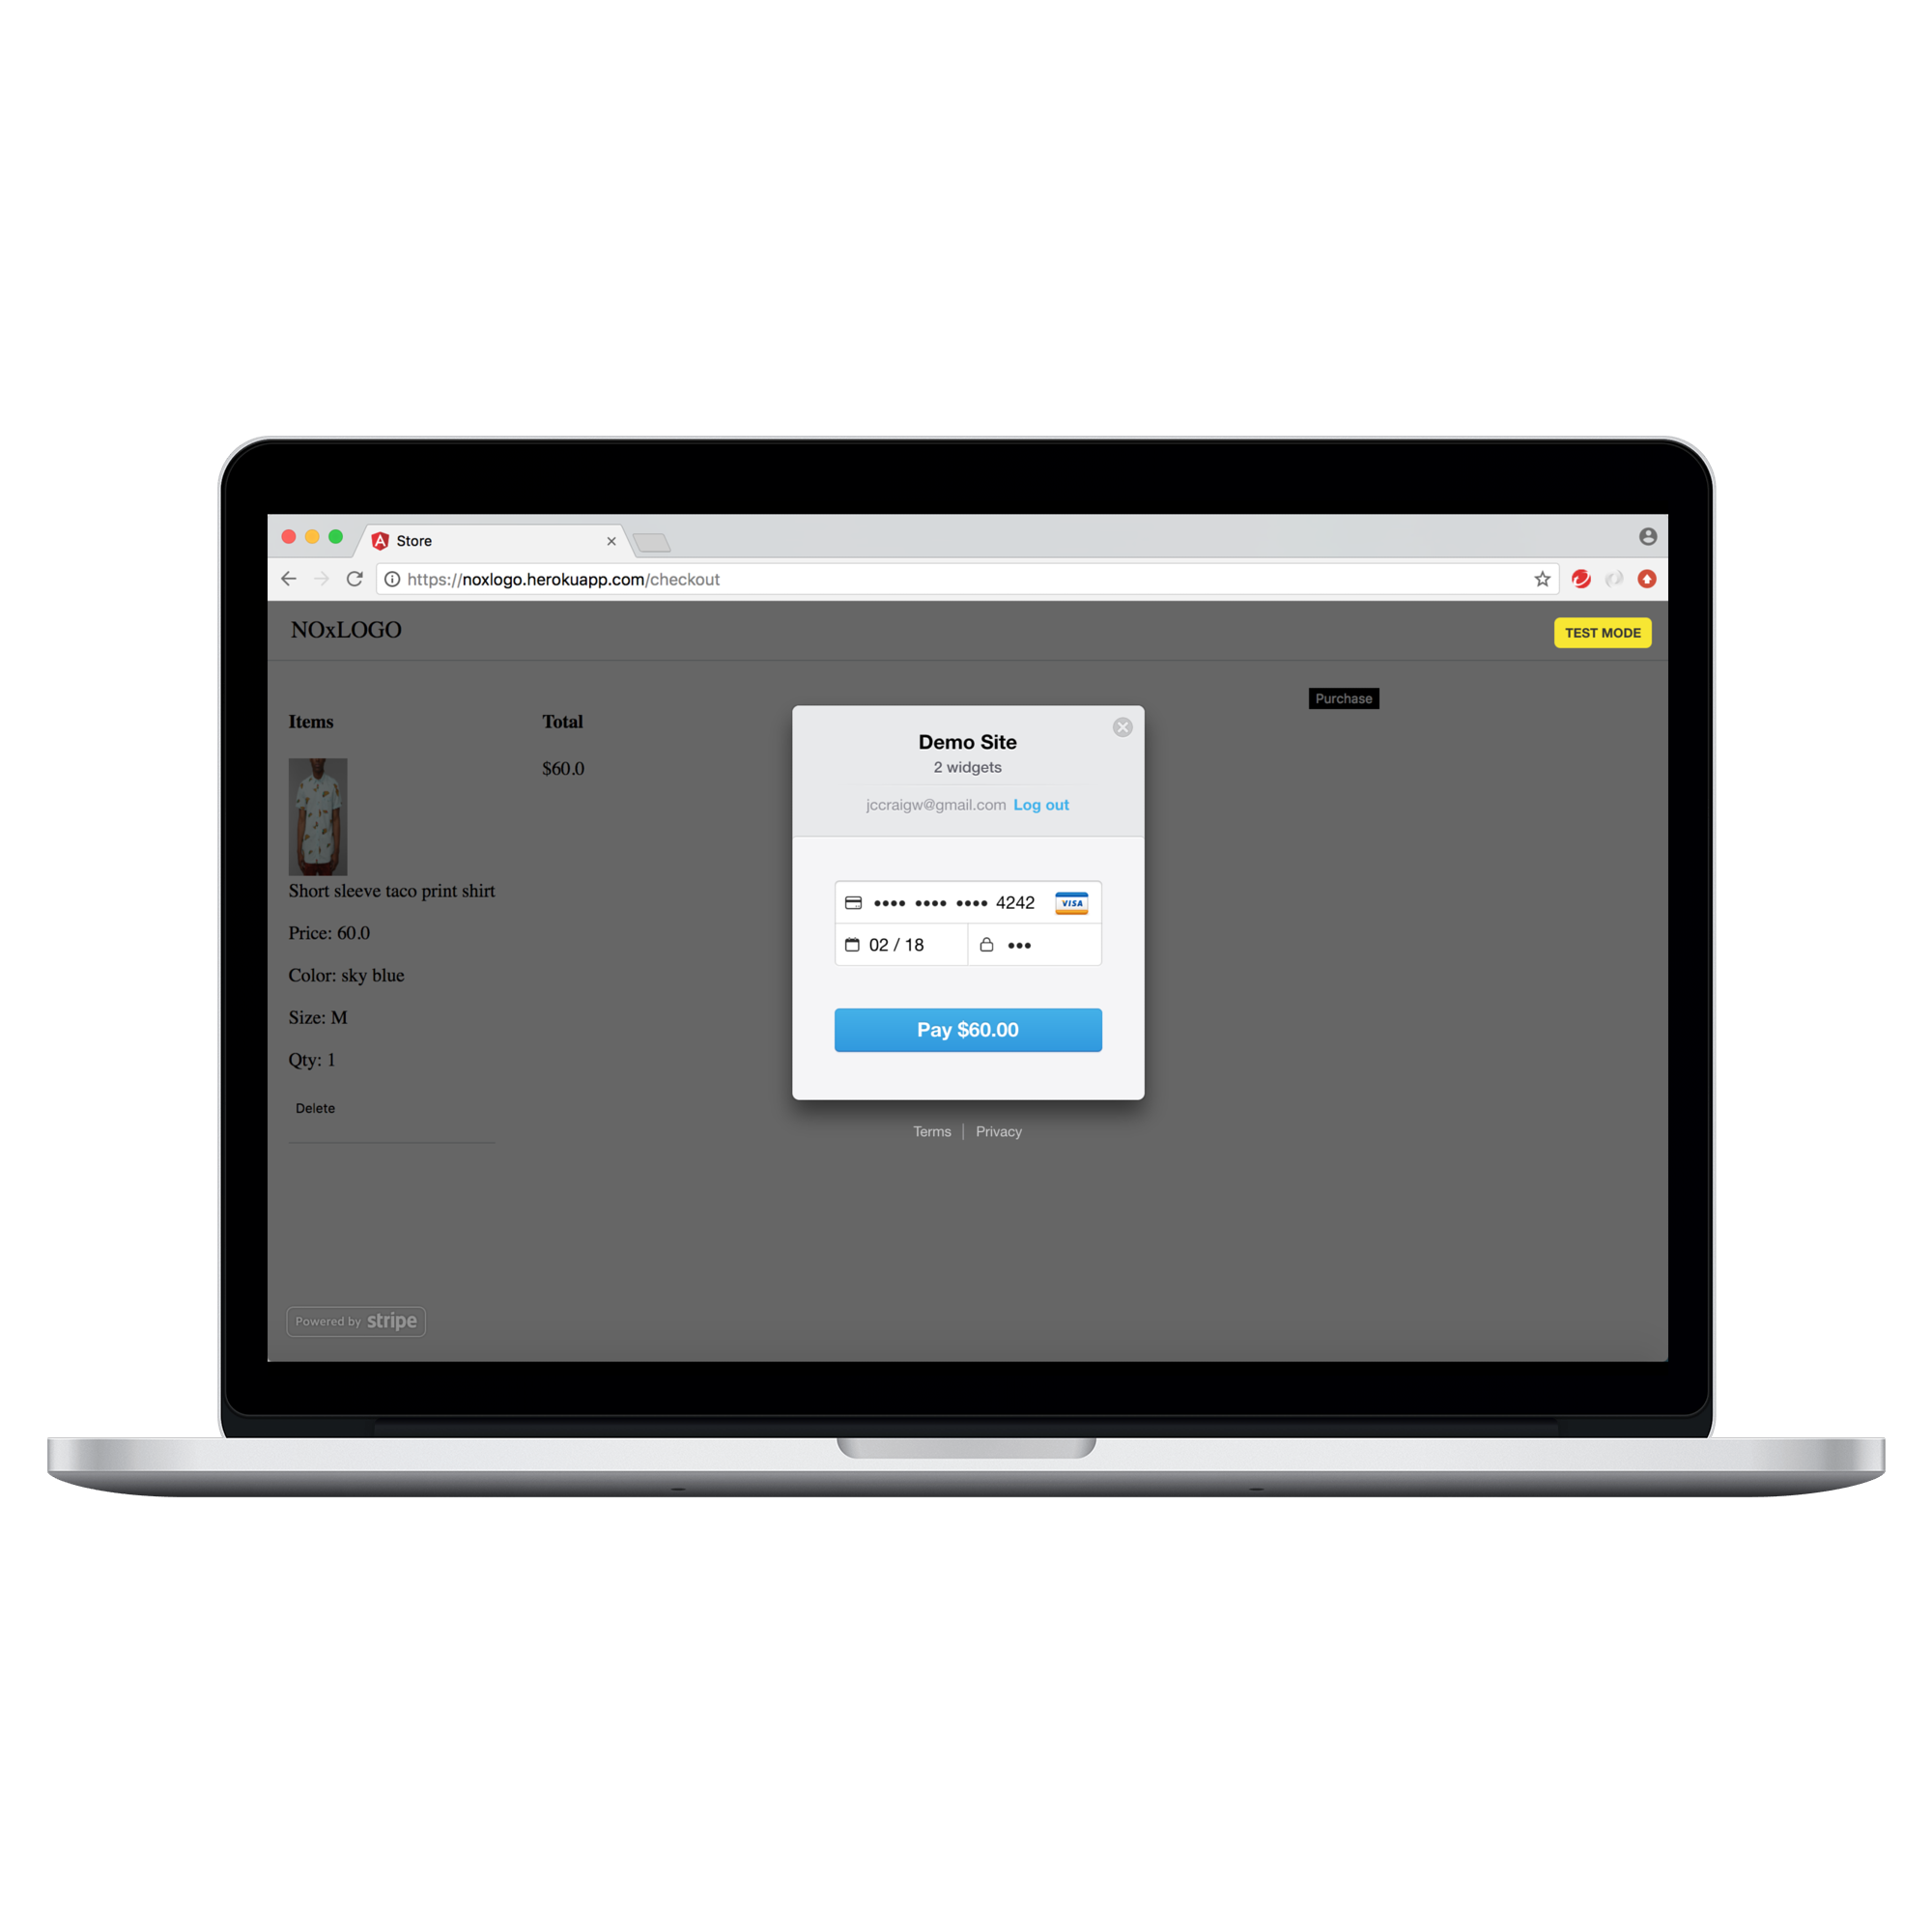 Store
https://noxlogo.herokuapp.com/checkout
NOxLOGO
TEST MODE
Purchase
Items
Total
$60.0
Short sleeve taco print shirt
Price: 60.0
Color: sky blue
Size: M
Qty: 1
Delete
Demo Site
2 widgets
jccraigw@gmail.com Log out
•••• •••• •••• 4242 VISA
02 / 18 •••
Pay $60.00
Terms | Privacy
Powered by stripe